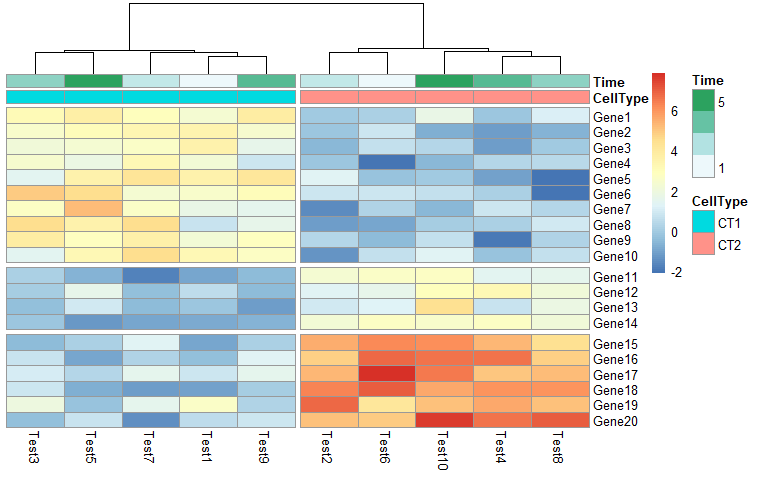 Time
CellType
Gene1
Gene2
Gene3
Gene4
Gene5
Gene6
Gene7
Gene8
Gene9
Gene10
Gene11
Gene12
Gene13
Gene14
Gene15
Gene16
Gene17
Gene18
Gene19
Gene20
Test3
Test5
Test7
Test1
Test9
Test2
Test6
Test10
Test4
Test8
6
4
2
0
-2
Time
5
1
CellType
CT1
CT2